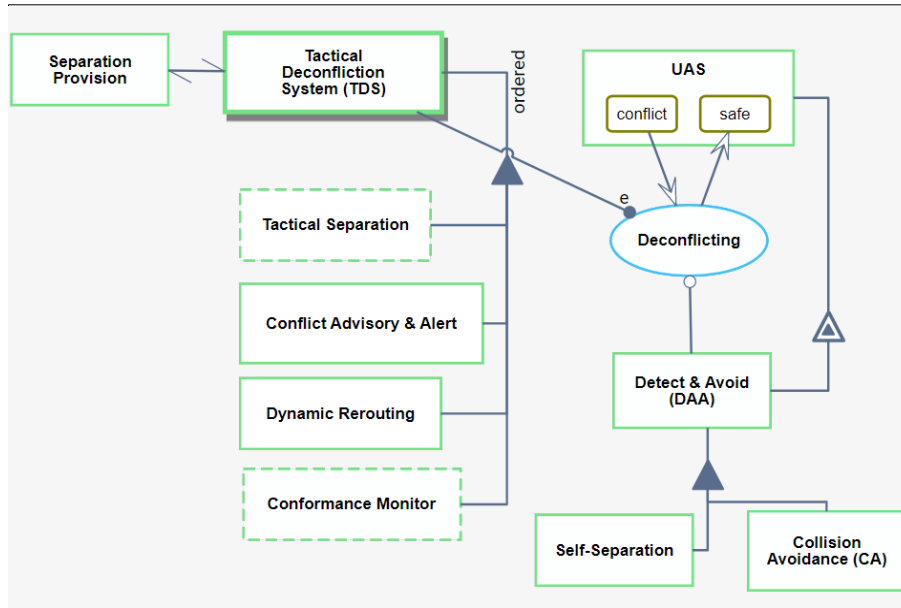 Separation
Provision
Tactical
Deconfliction
System (TDS)
ordered
UAS
conflict
safe
e
Tactical Separation
Deconflicting
Conflict Advisory & Alert
Detect & Avoid
(DAA)
Dynamic Rerouting
Conformance Monitor
Self-Separation
Collision
Avoidance (CA)